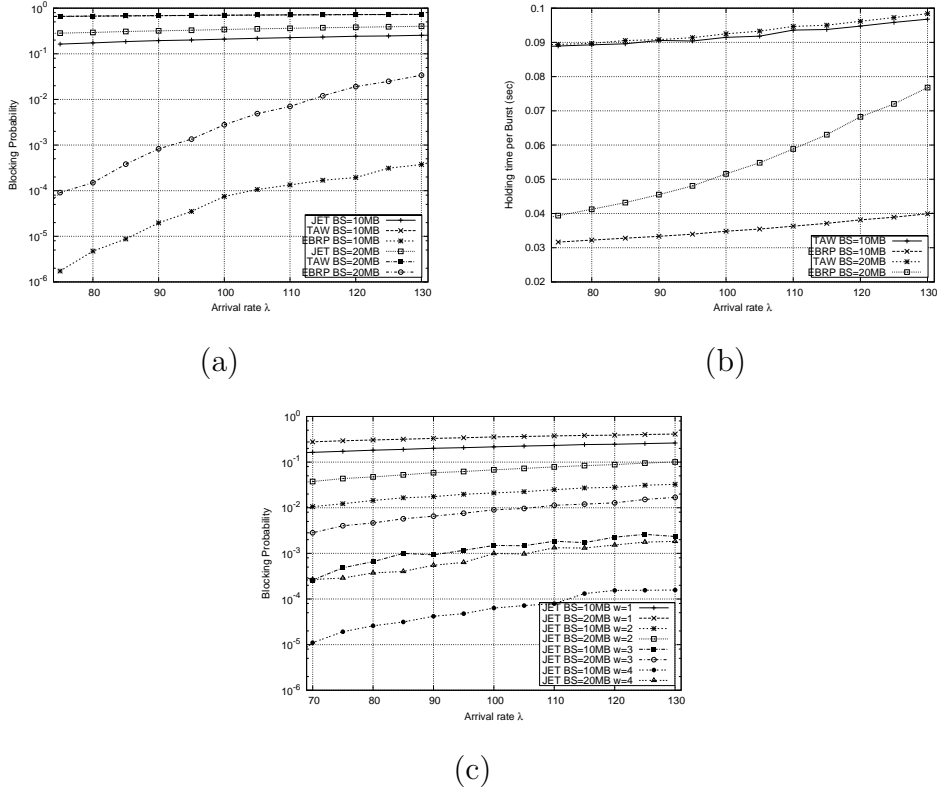 10^0
10^-1
10^-2
10^-3
10^-4
10^-5
10^-6
Blocking Probability
JET BS=10MB
TAW BS=10MB
EBRP BS=10MB
JET BS=20MB
TAW BS=20MB
EBRP BS=20MB
80 90 100 110 120 130
Arrival rate λ
(a)
0.1
0.09
0.08
0.07
0.06
0.05
0.04
0.03
0.02
Holding time per Burst (sec)
TAW BS=10MB
EBRP BS=10MB
TAW BS=20MB
EBRP BS=20MB
80 90 100 110 120 130
Arrival rate λ
(b)
10^0
10^-1
10^-2
10^-3
10^-4
10^-5
10^-6
Blocking Probability
JET BS=10MB w=1
JET BS=20MB w=1
JET BS=10MB w=2
JET BS=20MB w=2
JET BS=10MB w=3
JET BS=20MB w=3
JET BS=10MB w=4
JET BS=20MB w=4
70 80 90 100 110 120 130
Arrival rate λ
(c)